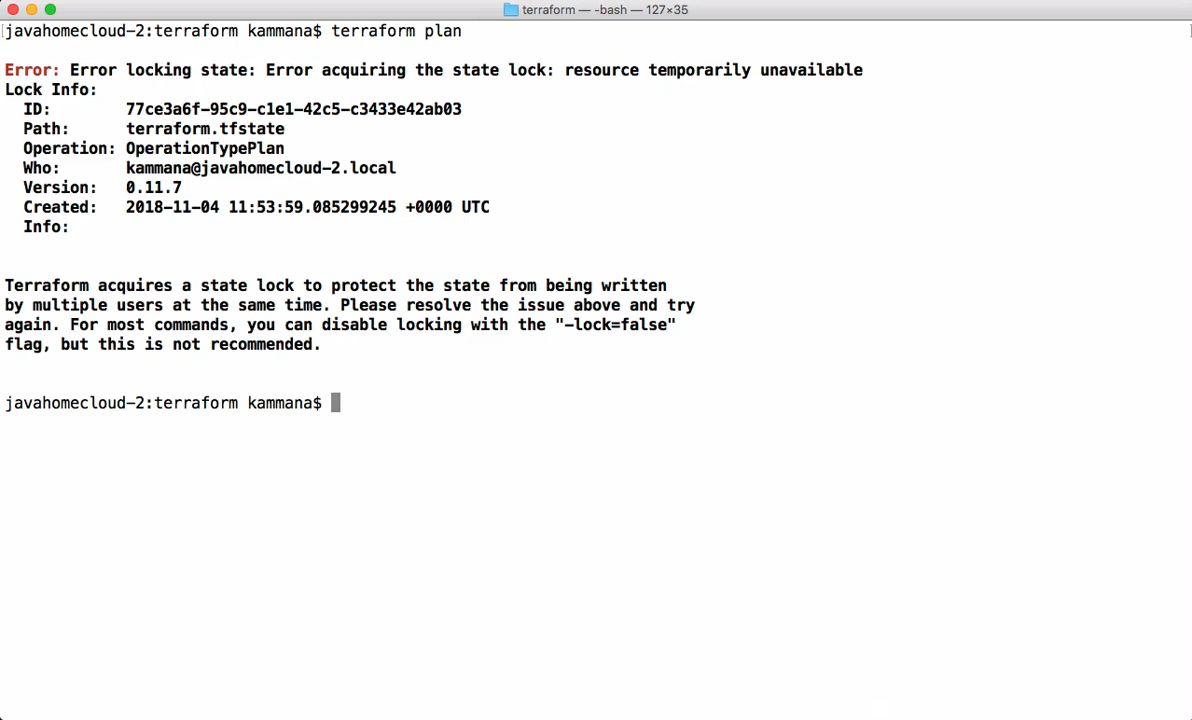 terraform — -bash — 127×35
javahomecloud-2:terraform kammana$ terraform plan
Error: Error locking state: Error acquiring the state lock: resource temporarily unavailable
Lock Info:
  ID:        77ce3a6f-95c9-c1e1-42c5-c3433e42ab03
  Path:      terraform.tfstate
  Operation: OperationTypePlan
  Who:       kammana@javahomecloud-2.local
  Version:   0.11.7
  Created:   2018-11-04 11:53:59.085299245 +0000 UTC
  Info:
Terraform acquires a state lock to protect the state from being written
by multiple users at the same time. Please resolve the issue above and try
again. For most commands, you can disable locking with the "-lock=false"
flag, but this is not recommended.
javahomecloud-2:terraform kammana$